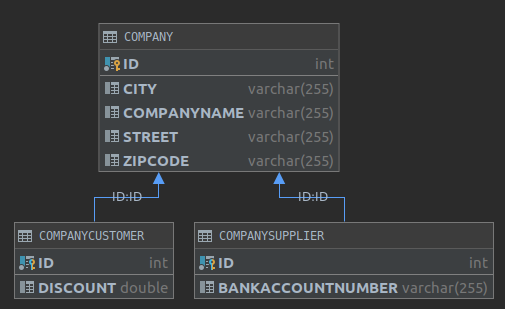 COMPANY
ID int
CITY varchar(255)
COMPANYNAME varchar(255)
STREET varchar(255)
ZIPCODE varchar(255)
ID:ID ID:ID
COMPANYCUSTOMER COMPANYSUPPLIER
ID int ID int
DISCOUNT double BANKACCOUNTNUMBER varchar(255)